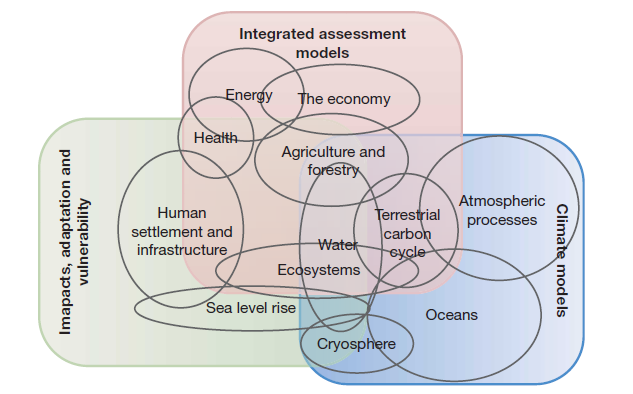 Integrated assessment
models
Energy
The economy
Health
Agriculture and
forestry
Imapacts, adaptation and
vulnerability
Human
settlement and
infrastructure
Water
Terrestrial
carbon
cycle
Atmospheric
processes
Climate models
Ecosystems
Sea level rise
Oceans
Cryosphere